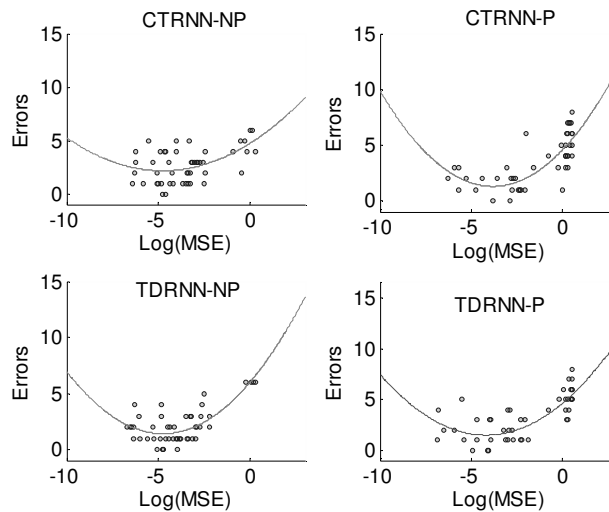 CTRNN-NP
15
10
5
0
Errors
-10 -5 0
Log(MSE)
CTRNN-P
15
10
5
0
Errors
-10 -5 0
Log(MSE)
TDRNN-NP
15
10
5
0
Errors
-10 -5 0
Log(MSE)
TDRNN-P
15
10
5
0
Errors
-10 -5 0
Log(MSE)